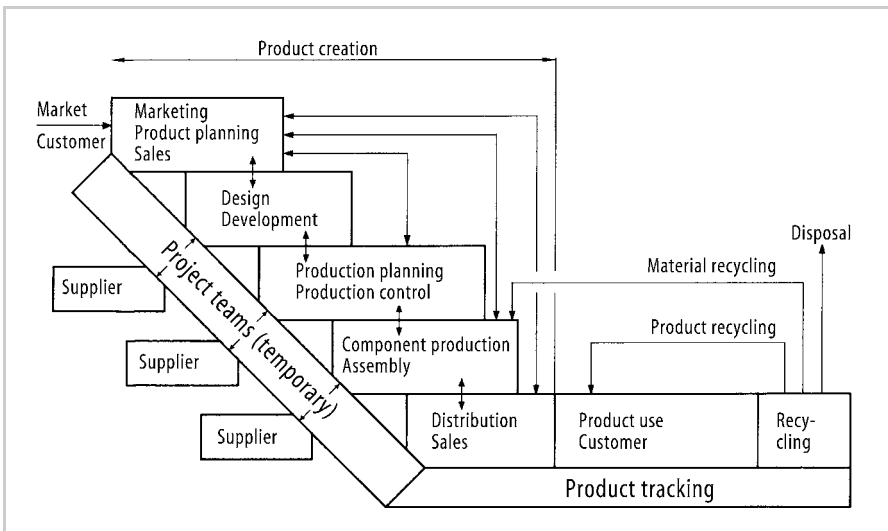 Product creation
Market
Customer
Marketing
Product planning
Sales
Design
Development
Disposal
Project teams (temporary)
Production planning
Production control
Material recycling
Supplier
Component production
Assembly
Product recycling
Supplier
Distribution
Sales
Product use
Customer
Recy-
cling
Supplier
Product tracking